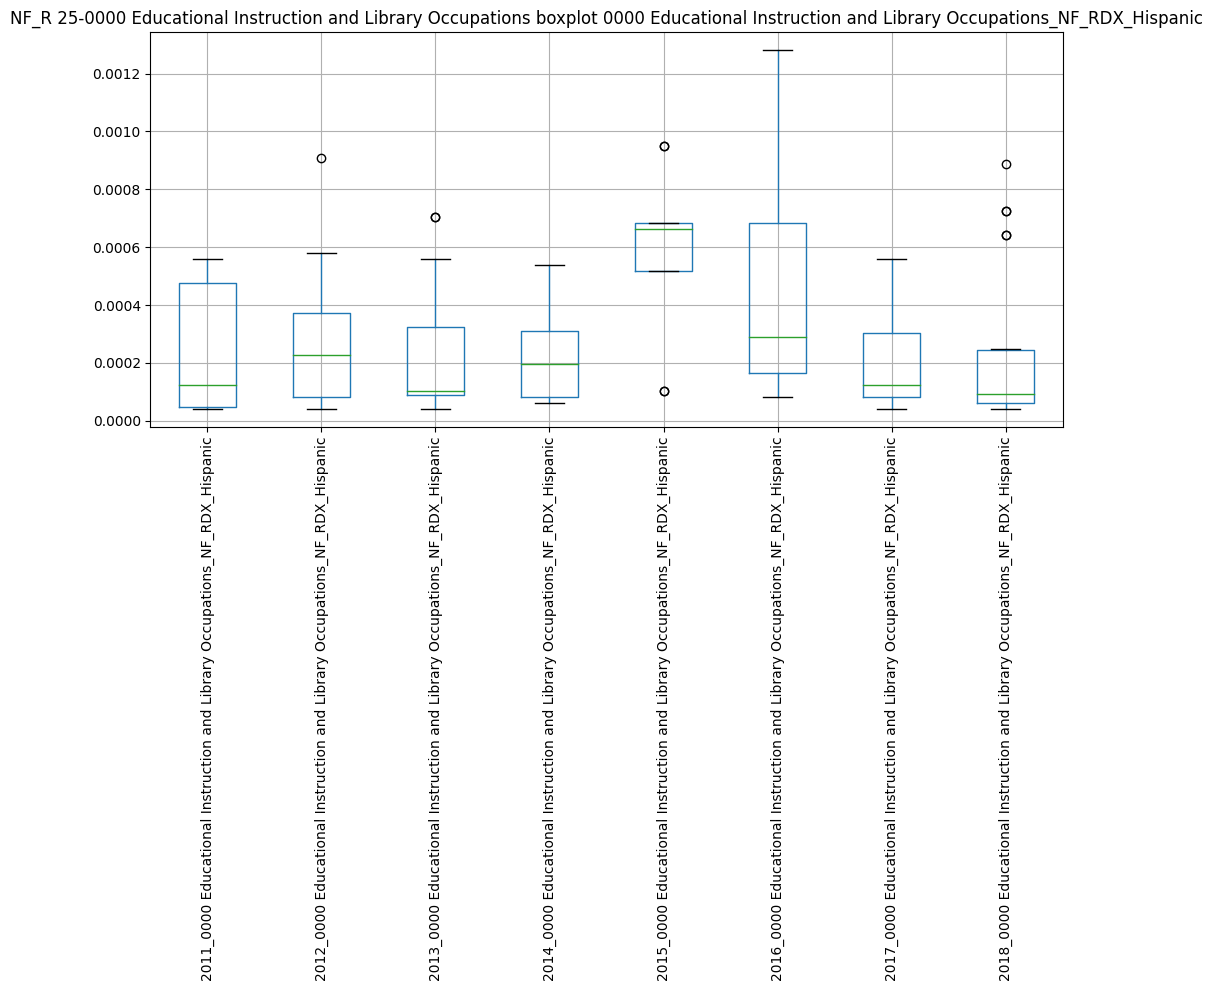 NF_R 25-0000 Educational Instruction and Library Occupations boxplot 0000 Educational Instruction and Library Occupations_NF_RDX_Hispanic
0.0012
0.0010
0.0008
0.0006
0.0004
0.0002
0.0000
2011_0000 Educational Instruction and Library Occupations_NF_RDX_Hispanic
2012_0000 Educational Instruction and Library Occupations_NF_RDX_Hispanic
2013_0000 Educational Instruction and Library Occupations_NF_RDX_Hispanic
2014_0000 Educational Instruction and Library Occupations_NF_RDX_Hispanic
2015_0000 Educational Instruction and Library Occupations_NF_RDX_Hispanic
2016_0000 Educational Instruction and Library Occupations_NF_RDX_Hispanic
2017_0000 Educational Instruction and Library Occupations_NF_RDX_Hispanic
2018_0000 Educational Instruction and Library Occupations_NF_RDX_Hispanic